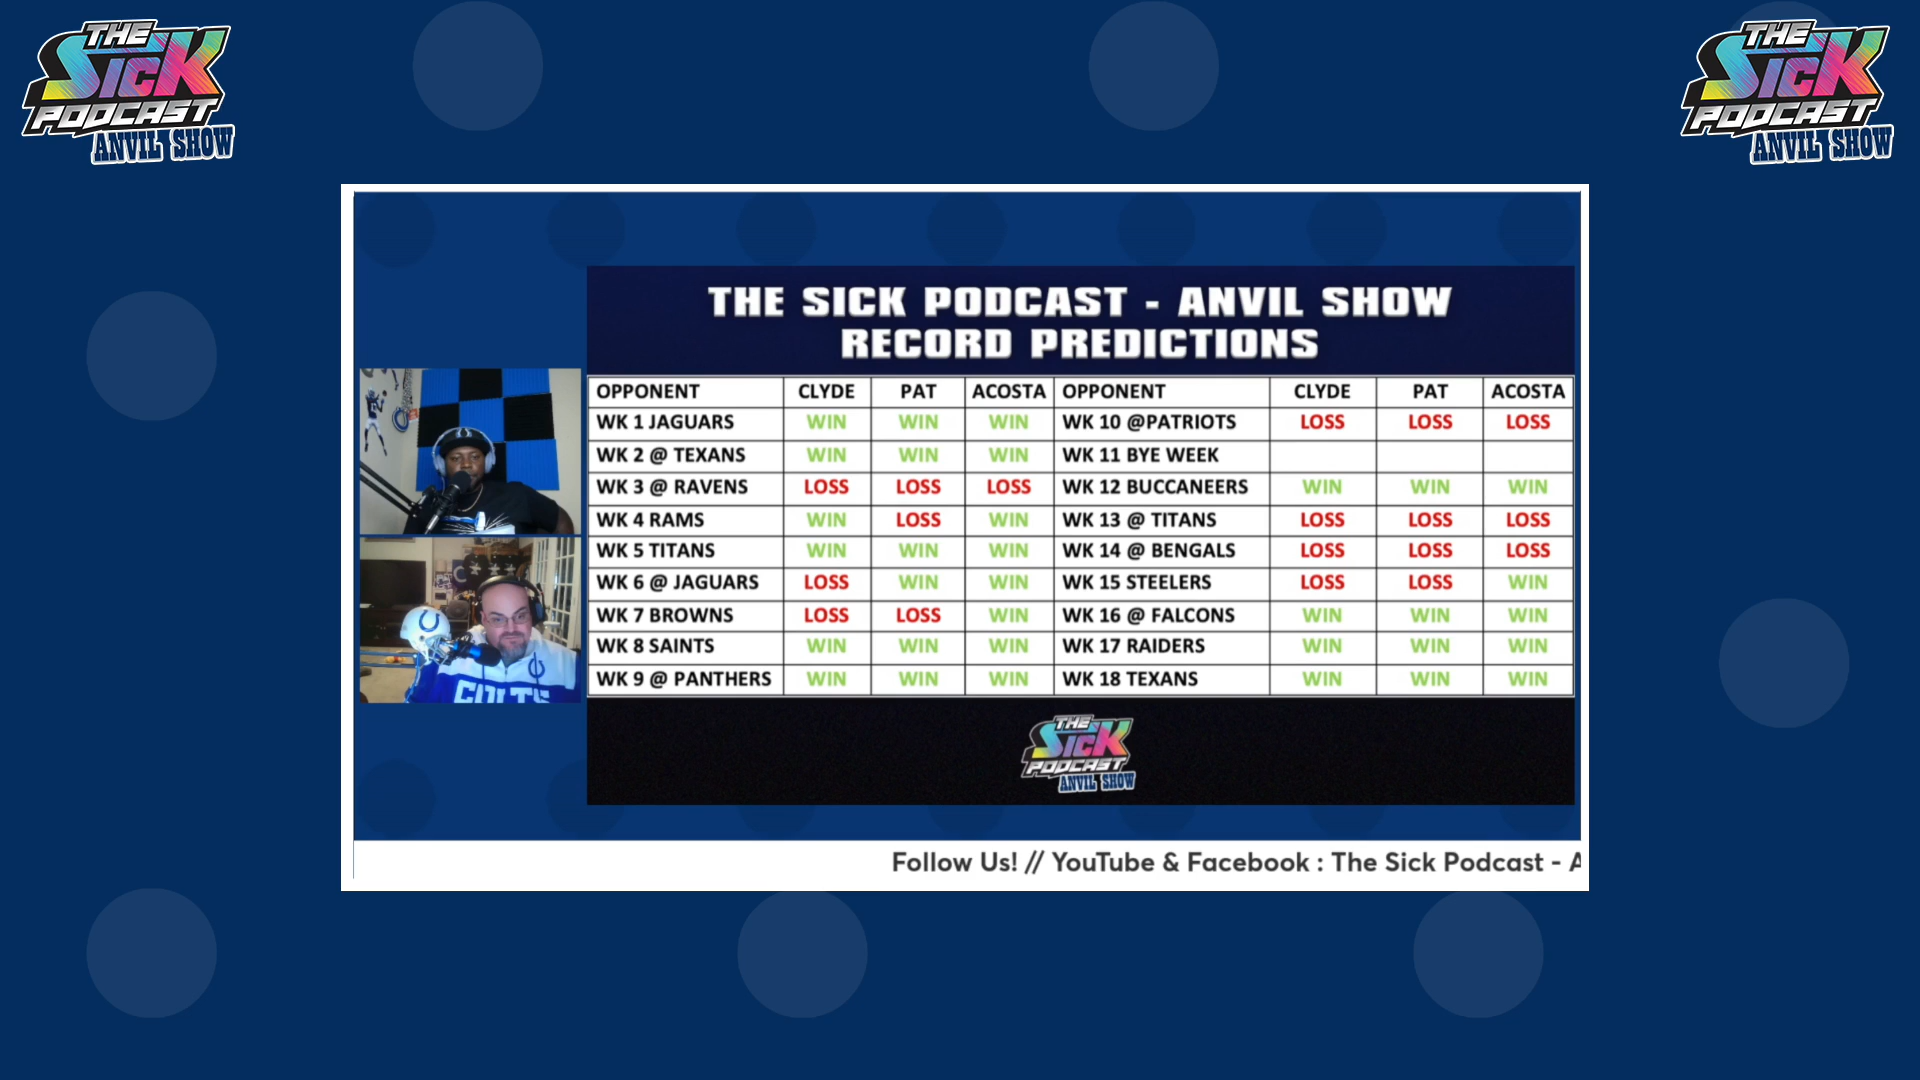 THE
SICK
PODCAST
ANVIL SHOW
THE
SICK
PODCAST
ANVIL SHOW
THE SICK PODCAST - ANVIL SHOW
RECORD PREDICTIONS
OPPONENT CLYDE PAT ACOSTA OPPONENT CLYDE PAT ACOSTA
WK 1 JAGUARS WIN WIN WIN WK 10 @PATRIOTS LOSS LOSS LOSS
WK 2 @ TEXANS WIN WIN WIN WK 11 BYE WEEK
WK 3 @ RAVENS LOSS LOSS LOSS WK 12 BUCCANEERS WIN WIN WIN
WK 4 RAMS WIN LOSS WIN WK 13 @ TITANS LOSS LOSS LOSS
WK 5 TITANS WIN WIN WIN WK 14 @ BENGALS LOSS LOSS LOSS
WK 6 @ JAGUARS LOSS WIN WIN WK 15 STEELERS LOSS LOSS WIN
WK 7 BROWNS LOSS LOSS WIN WK 16 @ FALCONS WIN WIN WIN
WK 8 SAINTS WIN WIN WIN WK 17 RAIDERS WIN WIN WIN
WK 9 @ PANTHERS WIN WIN WIN WK 18 TEXANS WIN WIN WIN
COLTS
THE
SICK
PODCAST
ANVIL SHOW
Follow Us! // YouTube & Facebook : The Sick Podcast - A